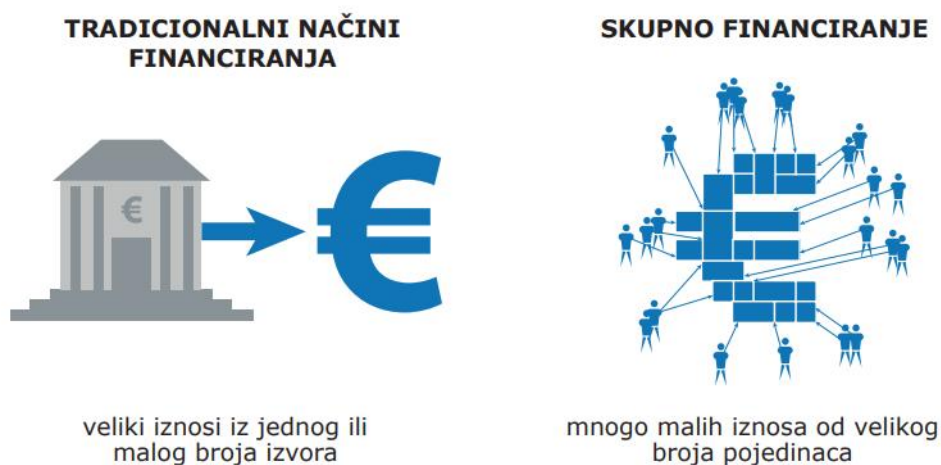 TRADICIONALNI NAČINI
FINANCIRANJA
€
€
veliki iznosi iz jednog ili
malog broja izvora
SKUPNO FINANCIRANJE
mnogo malih iznosa od velikog
broja pojedinaca